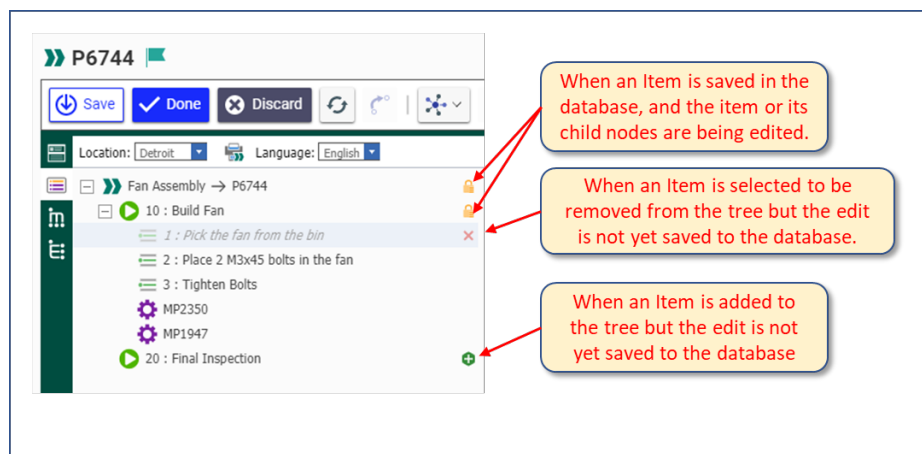 P6744
Save Done Discard
Location: Detroit Language: English
Fan Assembly → P6744
10 : Build Fan
1 : Pick the fan from the bin
2 : Place 2 M3x45 bolts in the fan
3 : Tighten Bolts
MP2350
MP1947
20 : Final Inspection
When an Item is saved in the
database, and the item or its
child nodes are being edited.
When an Item is selected to be
removed from the tree but the edit
is not yet saved to the database.
When an Item is added to
the tree but the edit is not
yet saved to the database